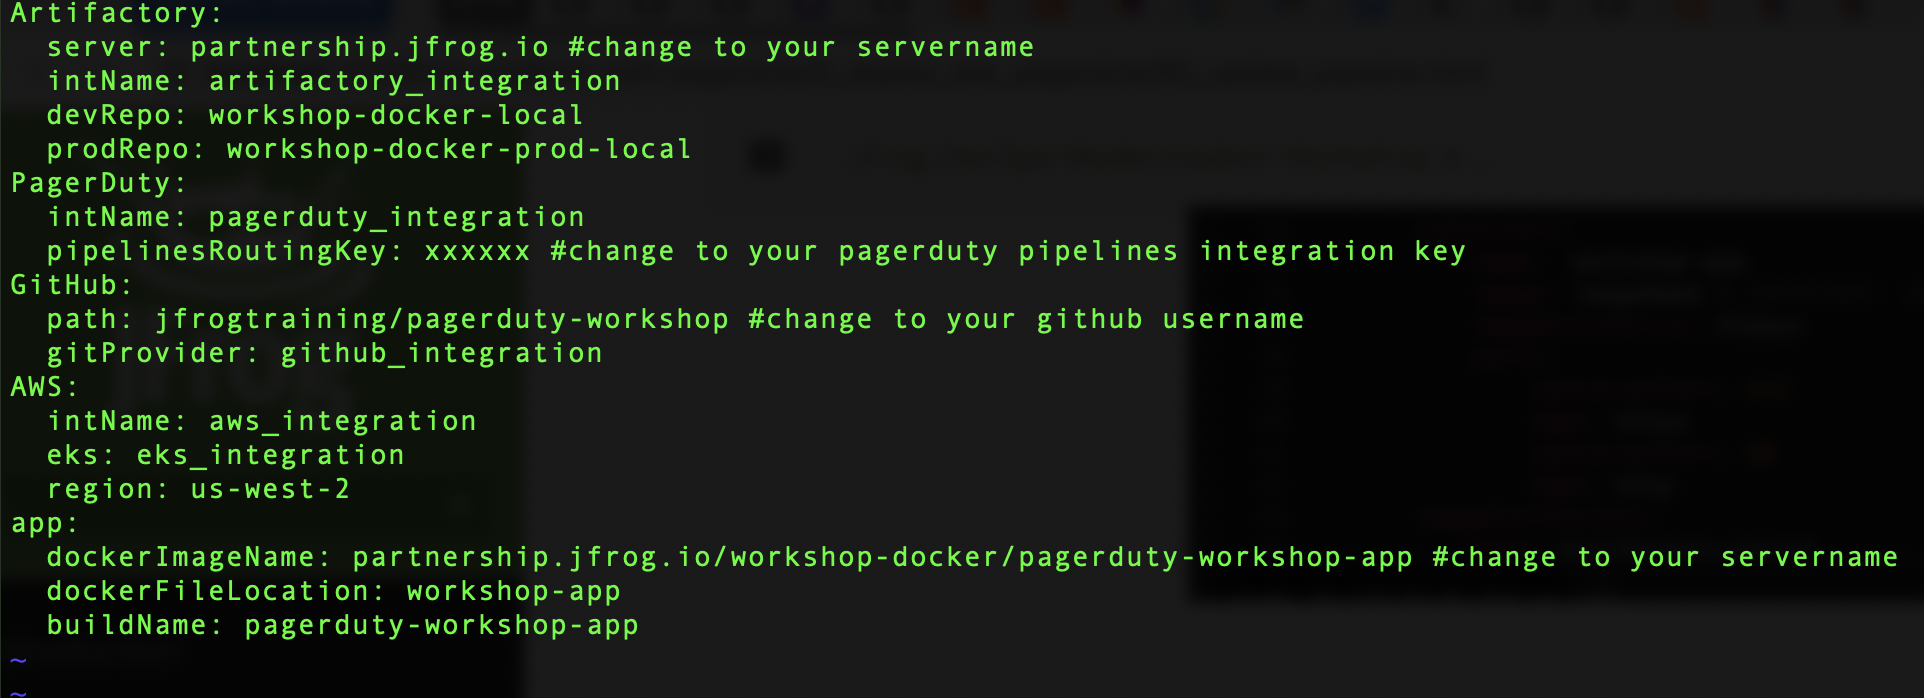 Artifactory:
  server: partnership.jfrog.io #change to your servername
  intName: artifactory_integration
  devRepo: workshop-docker-local
  prodRepo: workshop-docker-prod-local
PagerDuty:
  intName: pagerduty_integration
  pipelinesRoutingKey: xxxxxx #change to your pagerduty pipelines integration key
GitHub:
  path: jfrogtraining/pagerduty-workshop #change to your github username
  gitProvider: github_integration
AWS:
  intName: aws_integration
  eks: eks_integration
  region: us-west-2
app:
  dockerImageName: partnership.jfrog.io/workshop-docker/pagerduty-workshop-app #change to your servername
  dockerFileLocation: workshop-app
  buildName: pagerduty-workshop-app
~
~